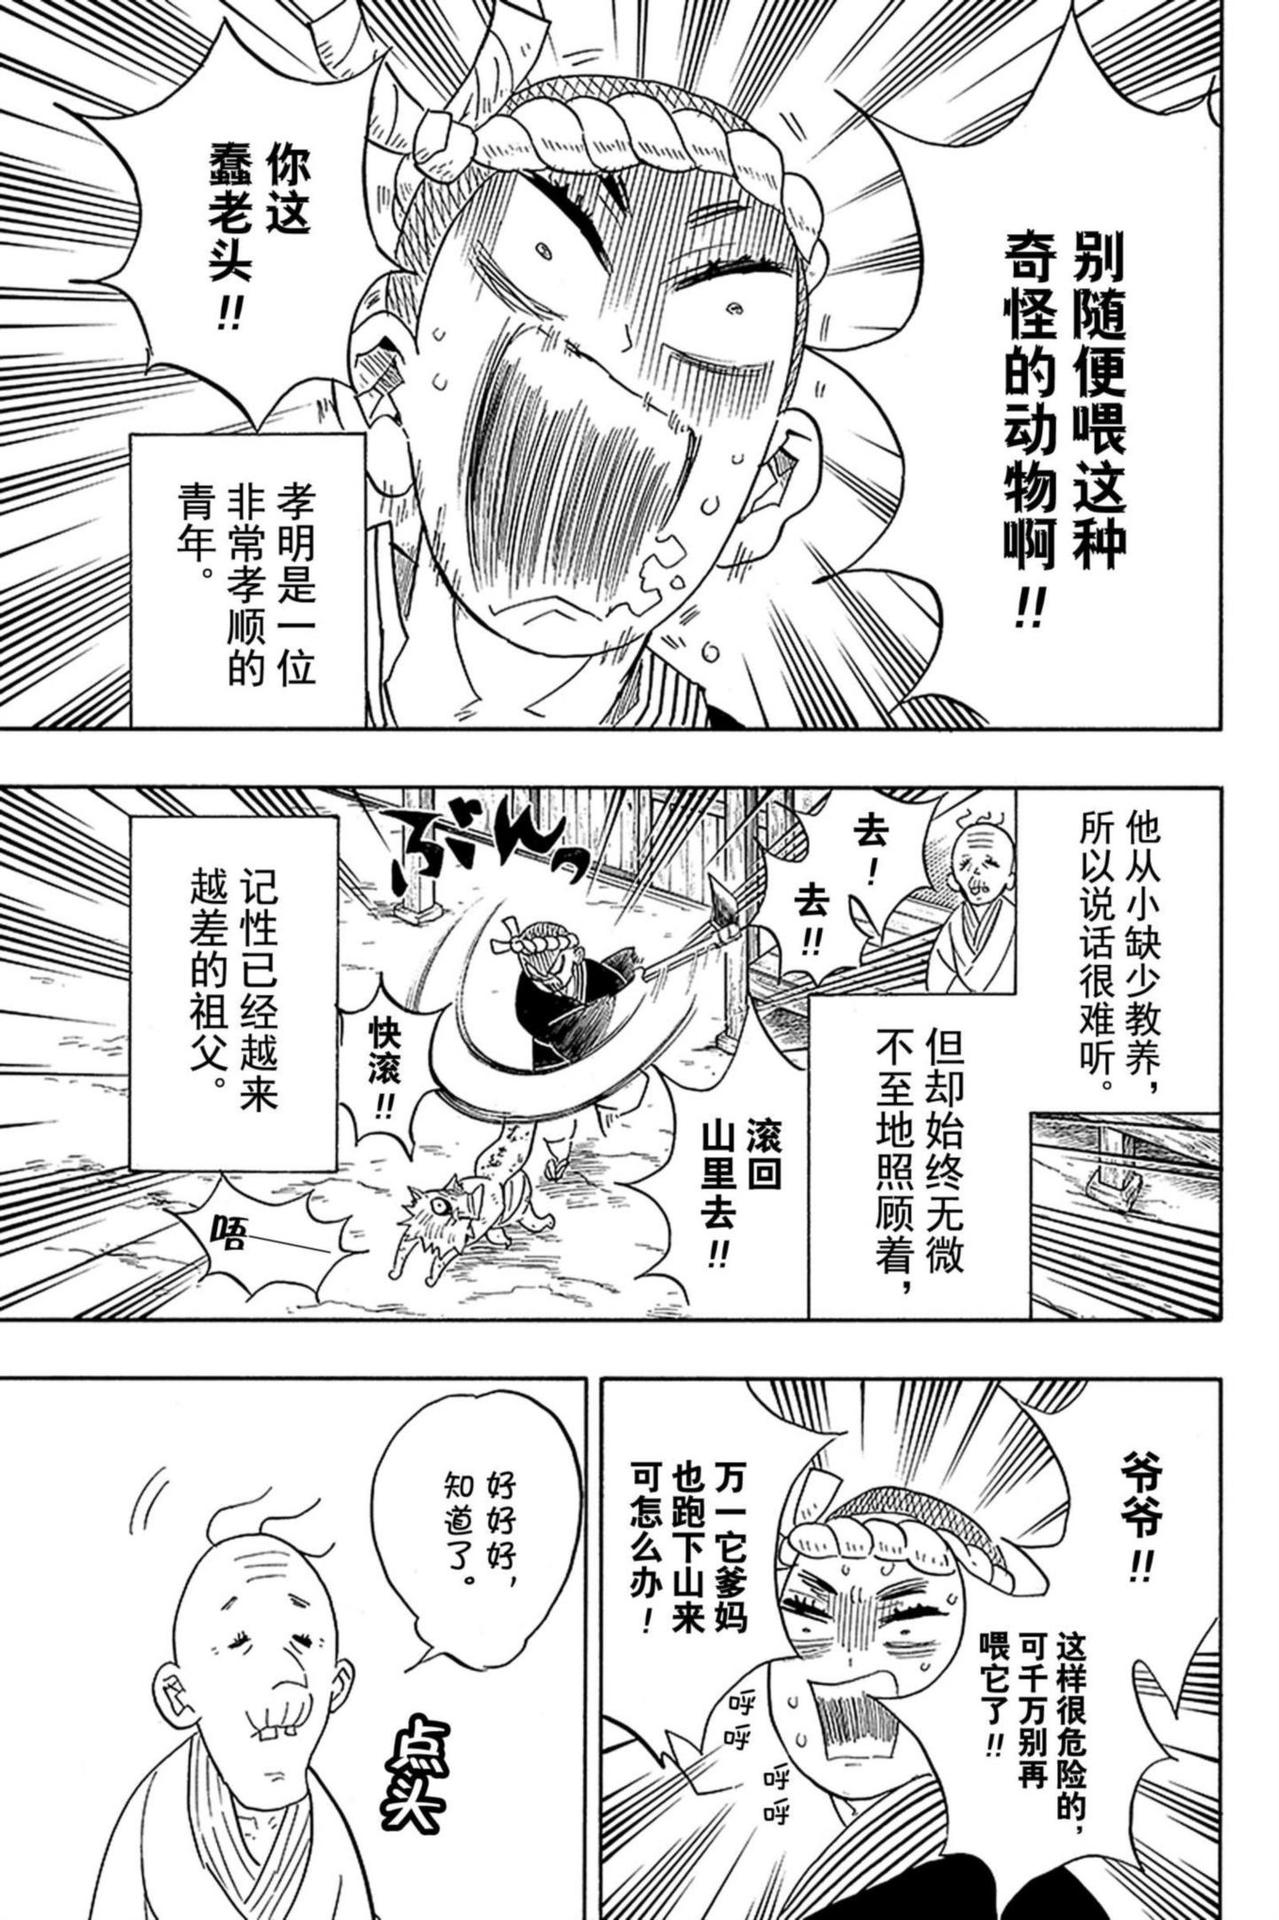 别随便喂这种
奇怪的动物啊!!
你这
蠢老头!!
孝明是一位
非常孝顺的
青年。
他从小缺少教养，
所以说话很难听。
去！
去!!
但却始终无微
不至地照顾着，
滚回
山里去!!
ぶんっ
快滚!!
记性已经越来
越差的祖父。
唔——
爷爷!!
这样很危险的，
可千万别再
喂它了!!
万一它爹妈
也跑下山来
可怎么办！
呼
呼
呼
呼
好好好，
知道了。
点头